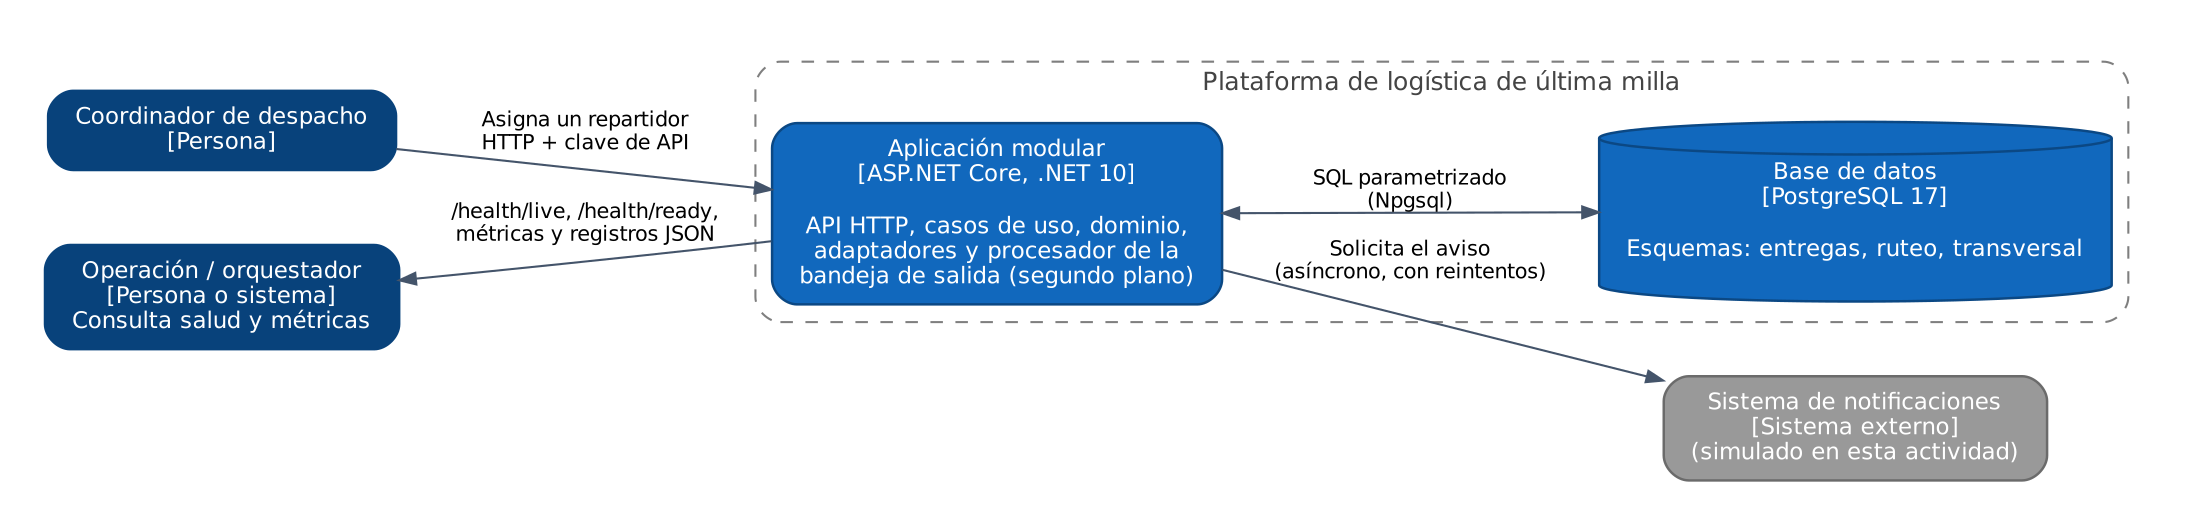 Plataforma de logística de última milla
Coordinador de despacho
[Persona]
Asigna un repartidor
HTTP + clave de API
Operación / orquestador
[Persona o sistema]
Consulta salud y métricas
/health/live, /health/ready,
métricas y registros JSON
Aplicación modular
[ASP.NET Core, .NET 10]
API HTTP, casos de uso, dominio,
adaptadores y procesador de la
bandeja de salida (segundo plano)
SQL parametrizado
(Npgsql)
Solicita el aviso
(asíncrono, con reintentos)
Base de datos
[PostgreSQL 17]
Esquemas: entregas, ruteo, transversal
Sistema de notificaciones
[Sistema externo]
(simulado en esta actividad)